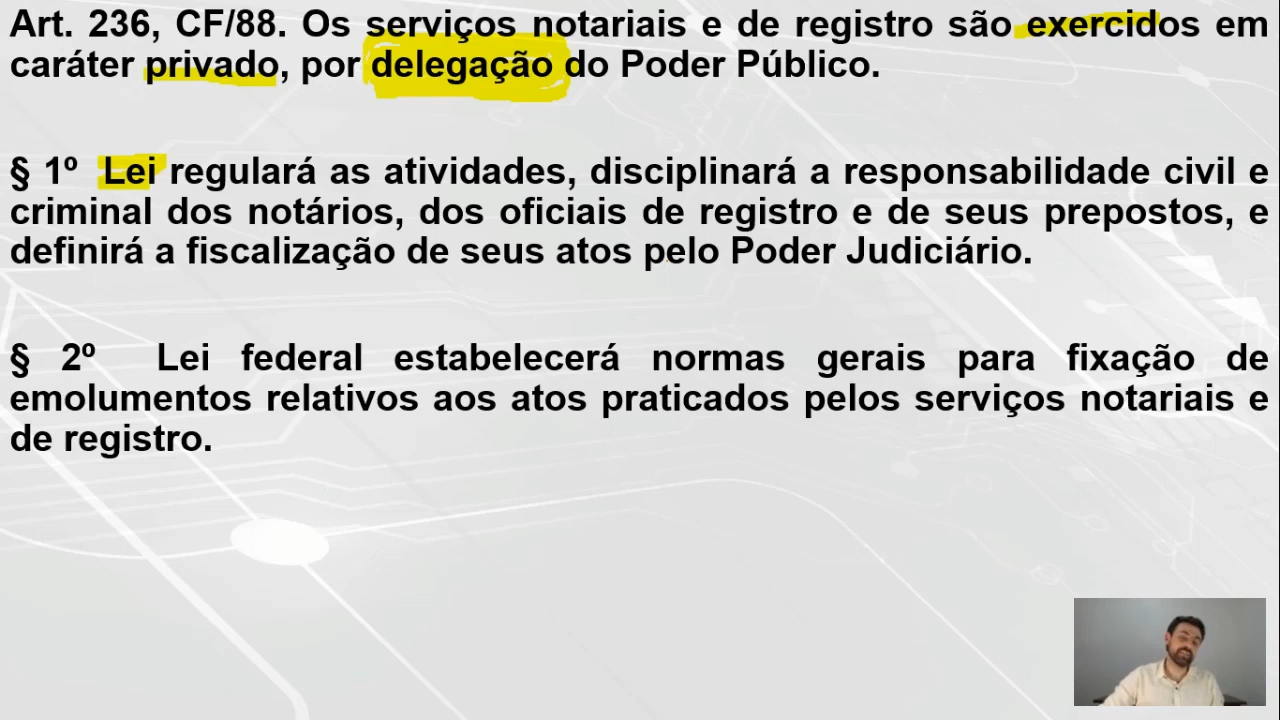 Art. 236, CF/88. Os serviços notariais e de registro são exercidos em
caráter privado, por delegação do Poder Público.
§ 1º Lei regulará as atividades, disciplinará a responsabilidade civil e
criminal dos notários, dos oficiais de registro e de seus prepostos, e
definirá a fiscalização de seus atos pelo Poder Judiciário.
§ 2º Lei federal estabelecerá normas gerais para fixação de
emolumentos relativos aos atos praticados pelos serviços notariais e
de registro.